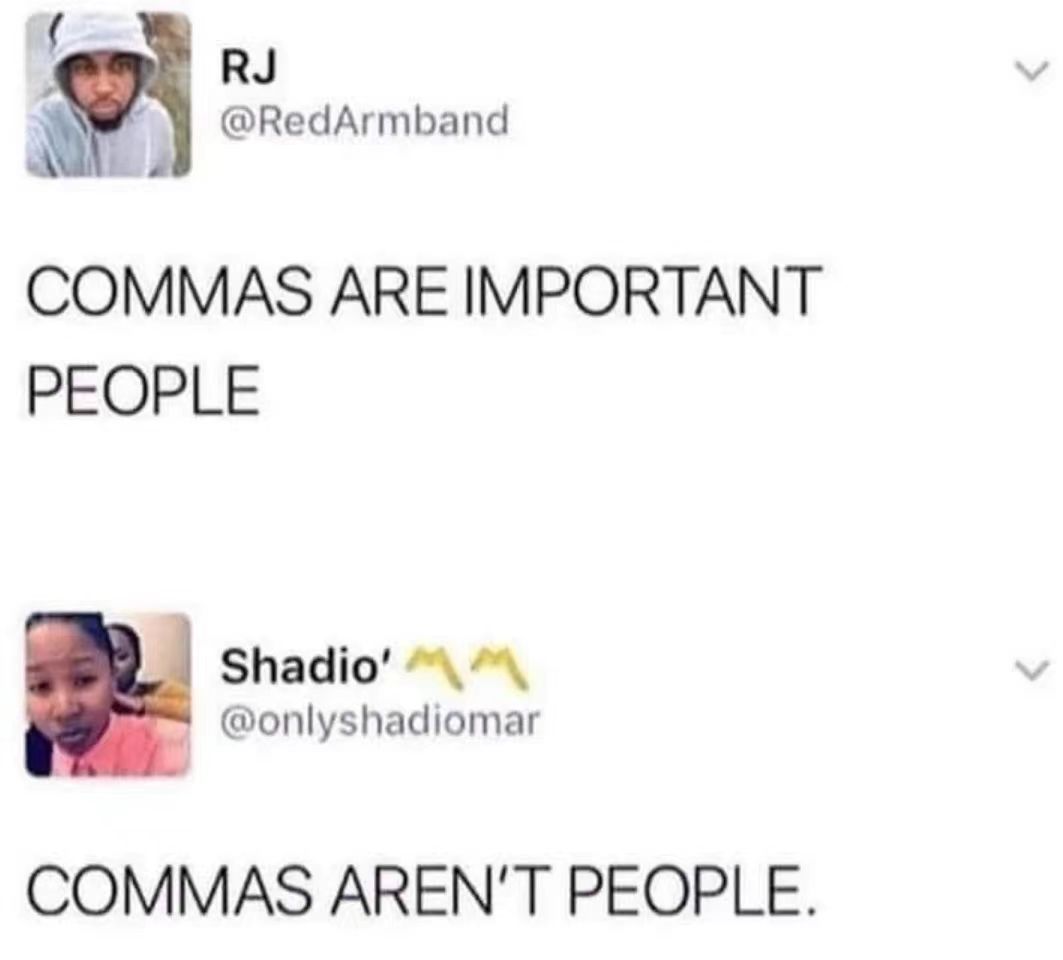 RJ
@RedArmband
COMMAS ARE IMPORTANT
PEOPLE
Shadio' 〽️〽️
@onlyshadiomar
COMMAS AREN'T PEOPLE.